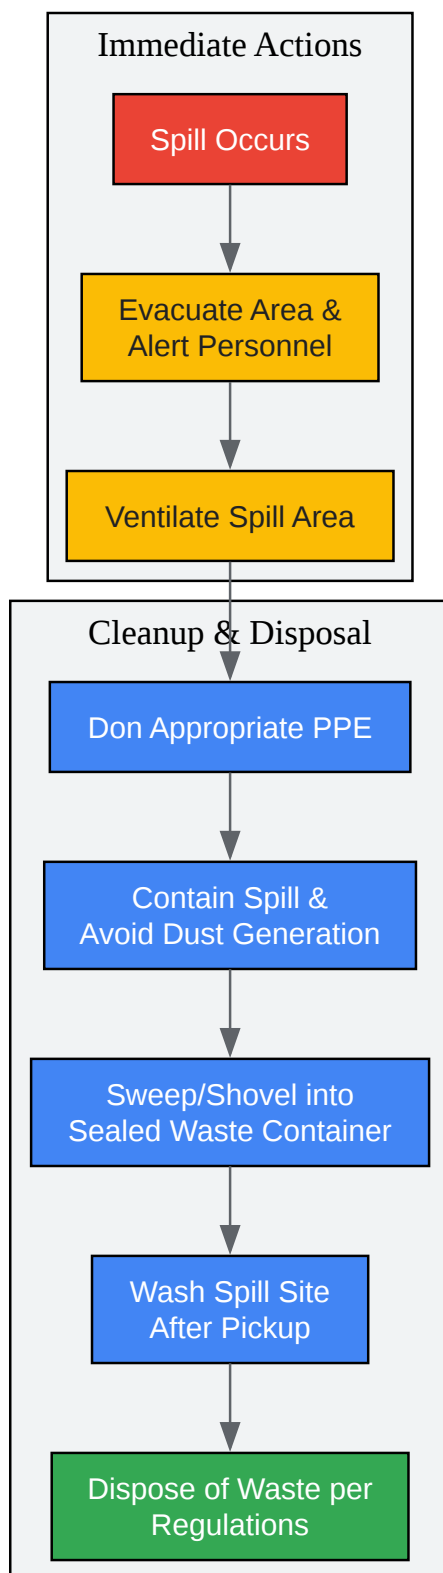 Immediate Actions
Spill Occurs
Evacuate Area &
Alert Personnel
Ventilate Spill Area
Cleanup & Disposal
Don Appropriate PPE
Contain Spill &
Avoid Dust Generation
Sweep/Shovel into
Sealed Waste Container
Wash Spill Site
After Pickup
Dispose of Waste per
Regulations